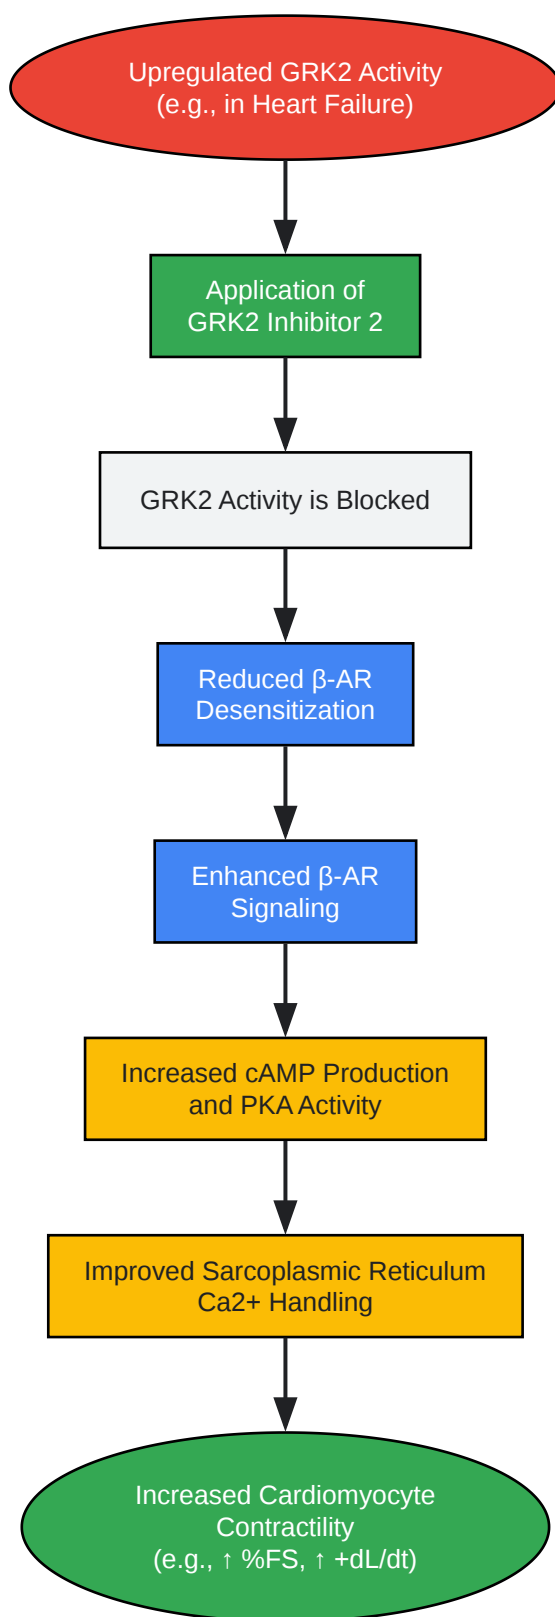 Upregulated GRK2 Activity
(e.g., in Heart Failure)
Application of
GRK2 Inhibitor 2
GRK2 Activity is Blocked
Reduced β-AR
Desensitization
Enhanced β-AR
Signaling
Increased cAMP Production
and PKA Activity
Improved Sarcoplasmic Reticulum
Ca2+ Handling
Increased Cardiomyocyte
Contractility
(e.g., ↑ %FS, ↑ +dL/dt)